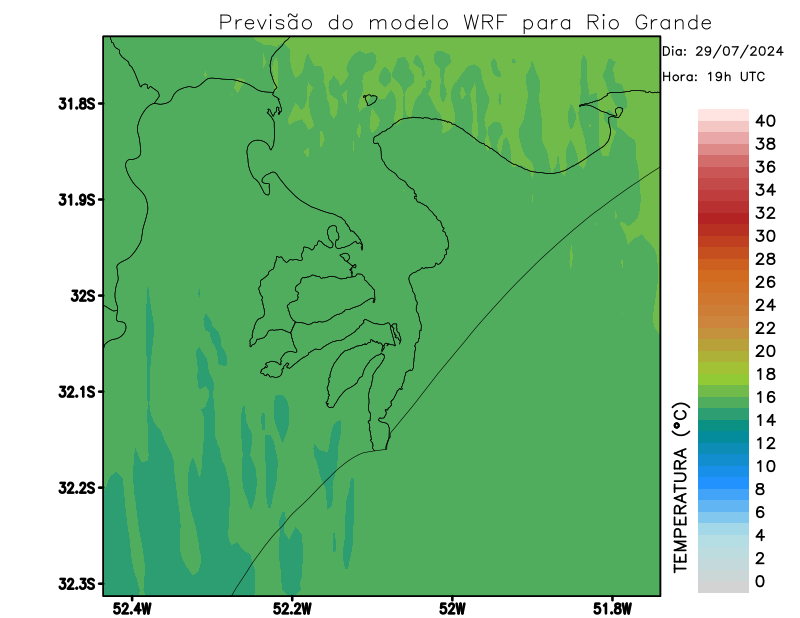 Previsão do modelo WRF para Rio Grande
Dia: 29/07/2024
Hora: 19h UTC
31.8S
31.9S
32S
32.1S
32.2S
32.3S
52.4W
52.2W
52W
51.8W
TEMPERATURA (°C)
40
38
36
34
32
30
28
26
24
22
20
18
16
14
12
10
8
6
4
2
0